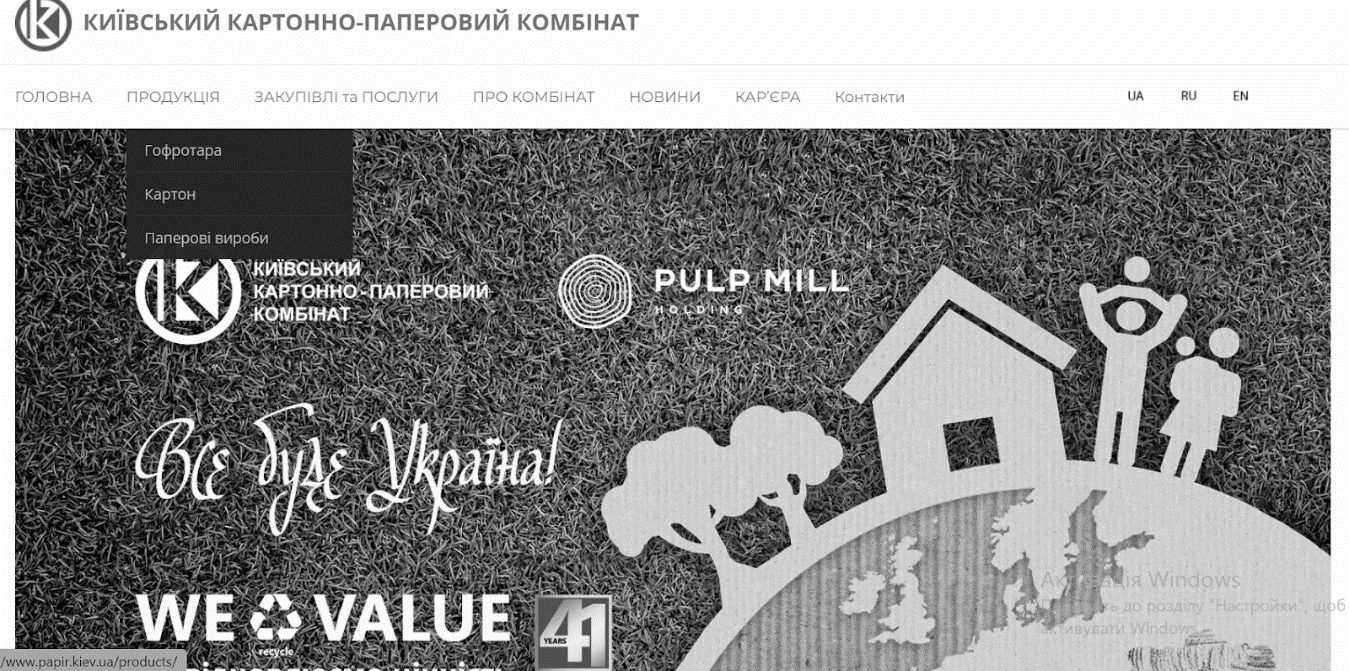 КИЇВСЬКИЙ КАРТОННО-ПАПЕРОВИЙ КОМБІНАТ
ГОЛОВНА ПРОДУКЦІЯ ЗАКУПІВЛІ та ПОСЛУГИ ПРО КОМБІНАТ НОВИНИ КАР'ЄРА Контакти UA RU EN
Гофротара
Картон
Паперові вироби
КИЇВСЬКИЙ
КАРТОННО-ПАПЕРОВИЙ
КОМБІНАТ
PULP MILL
HOLDING
Все буде Україна!
WE VALUE
recycle
41
YEARS
Активація Windows
до розділу "Настройки", щоб
активувати Windows.
/www.papir.kiev.ua/products/